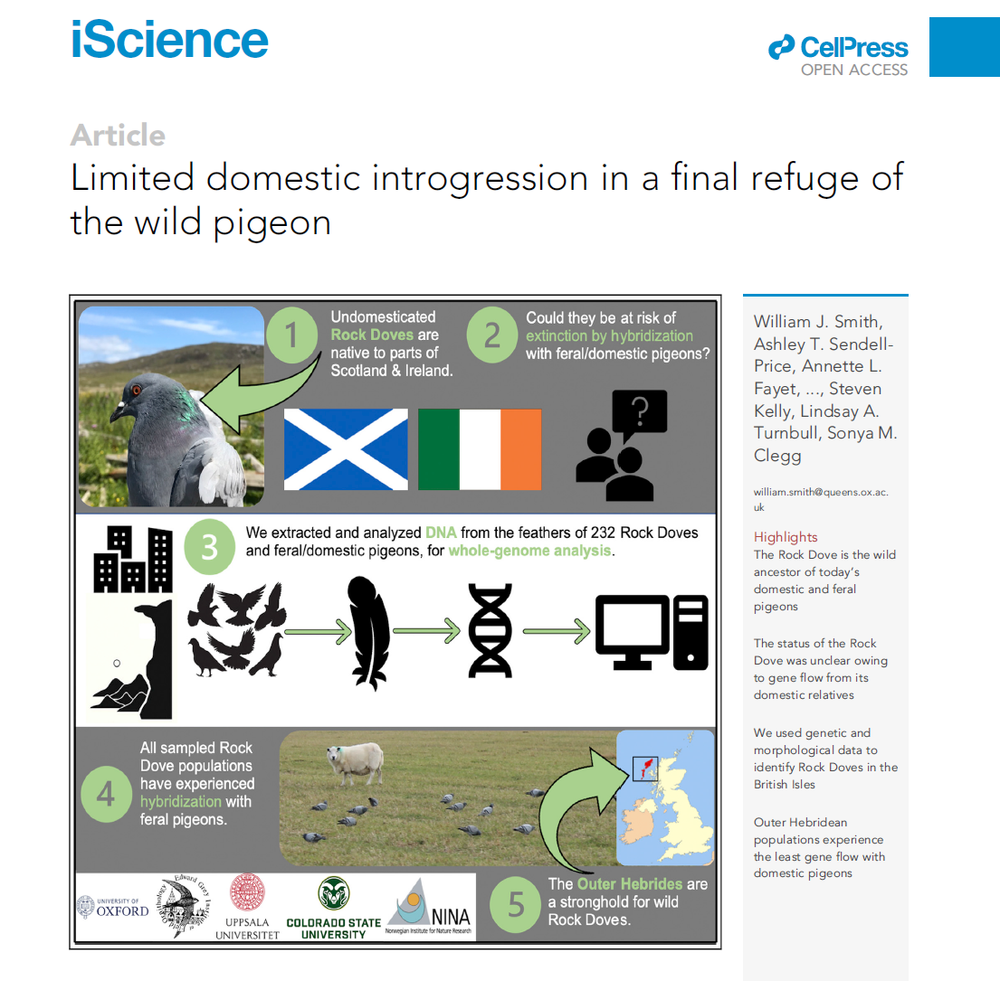 iScience
CellPress
OPEN ACCESS
Article
Limited domestic introgression in a final refuge of
the wild pigeon
1
Undomesticated
Rock Doves are
native to parts of
Scotland & Ireland.
2
Could they be at risk of
extinction by hybridization
with feral/domestic pigeons?
?
3
We extracted and analyzed DNA from the feathers of 232 Rock Doves
and feral/domestic pigeons, for whole-genome analysis.
4
All sampled Rock
Dove populations
have experienced
hybridization with
feral pigeons.
5
The Outer Hebrides are
a stronghold for wild
Rock Doves.
UNIVERSITY OF
OXFORD
UPPSALA
UNIVERSITET
COLORADO STATE
UNIVERSITY
NINA
Norwegian Institute for Nature Research
William J. Smith,
Ashley T. Sendell-
Price, Annette L.
Fayet, ..., Steven
Kelly, Lindsay A.
Turnbull, Sonya M.
Clegg
william.smith@queens.ox.ac.
uk
Highlights
The Rock Dove is the wild
ancestor of today's
domestic and feral
pigeons
The status of the Rock
Dove was unclear owing
to gene flow from its
domestic relatives
We used genetic and
morphological data to
identify Rock Doves in the
British Isles
Outer Hebridean
populations experience
the least gene flow with
domestic pigeons